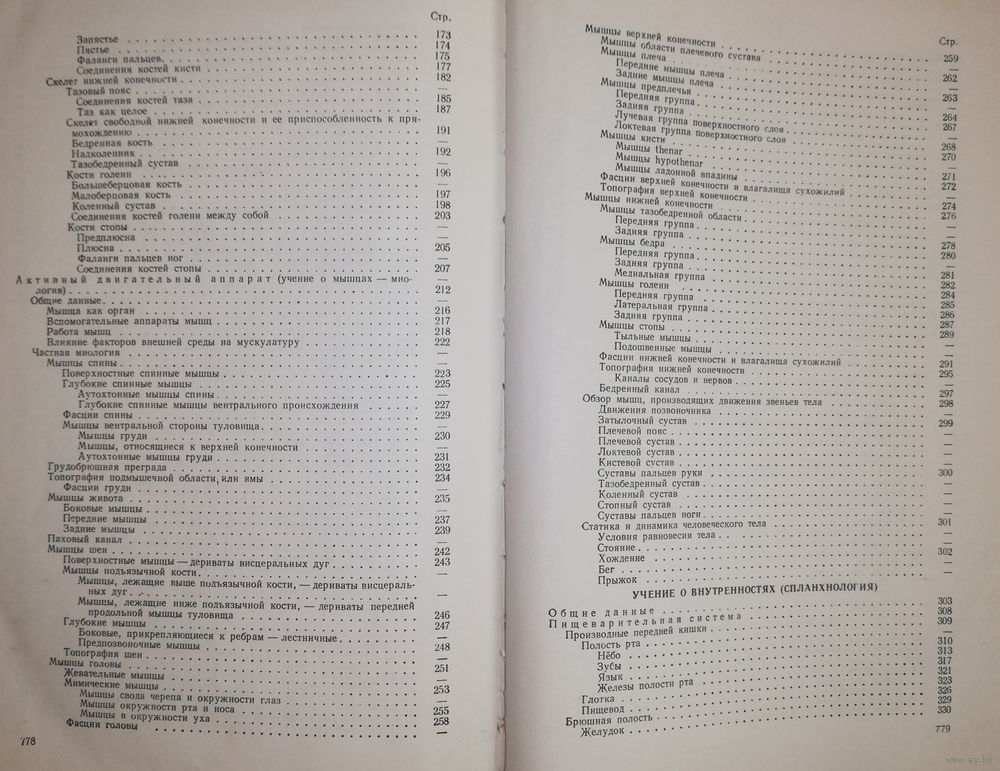 Стр.
Запястье 173
Пястье 174
Фаланги пальцев. 175
Соединения костей кисти 177
Скелет нижней конечности 182
Тазовый пояс —
Соединения костей таза 185
Таз как целое 187
Скелет свободной нижней конечности и ее приспособленность к пря-
мохождению 191
Бедренная кость —
Надколенник 192
Тазобедренный сустав —
Кости голени 196
Большеберцовая кость —
Малоберцовая кость 197
Коленный сустав 198
Соединения костей голени между собой 203
Кости стопы —
Предплюсна —
Плюсна 205
Фаланги пальцев ног —
Соединения костей стопы 207
Активный двигательный аппарат (учение о мышцах — мио-
логия) 212
Общие данные. —
Мышца как орган 216
Вспомогательные аппараты мышц 217
Работа мышц 218
Влияние факторов внешней среды на мускулатуру 222
Частная миология —
Мышцы спины —
Поверхностные спинные мышцы 223
Глубокие спинные мышцы 225
Аутохтонные мышцы спины —
Глубокие спинные мышцы вентрального происхождения 227
Фасции спины 229
Мышцы вентральной стороны туловища —
Мышцы груди 230
Мышцы, относящиеся к верхней конечности —
Аутохтонные мышцы груди 231
Грудобрюшная преграда 232
Топография подмышечной области, или ямы 234
Фасции груди —
Мышцы живота 235
Боковые мышцы —
Передние мышцы 237
Задние мышцы 239
Паховый канал —
Мышцы шеи 242
Поверхностные мышцы — дериваты висцеральных дуг 243
Мышцы подъязычной кости —
Мышцы, лежащие выше подъязычной кости, — дериваты висцераль-
ных дуг —
Мышцы, лежащие ниже подъязычной кости, — дериваты передней
продольной мышцы туловища 246
Глубокие мышцы 247
Боковые, прикрепляющиеся к ребрам — лестничные —
Предпозвоночные мышцы 248
Топография шеи —
Мышцы головы 251
Жевательные мышцы —
Мимические мышцы 253
Мышцы свода черепа и окружности глаз —
Мышцы окружности рта и носа 255
Мышцы в окружности уха 258
Фасции головы —
778
Стр.
Мышцы верхней конечности 259
Мышцы области плечевого сустава —
Мышцы плеча 262
Передние мышцы плеча —
Задние мышцы плеча 263
Мышцы предплечья —
Передняя группа 264
Задняя группа 267
Лучевая группа поверхностного слоя —
Локтевая группа поверхностного слоя 268
Мышцы кисти 270
Мышцы thenar —
Мышцы hypothenar 271
Мышцы ладонной впадины 272
Фасции верхней конечности и влагалища сухожилий —
Топография верхней конечности 274
Мышцы нижней конечности 276
Мышцы тазобедренной области —
Передняя группа —
Задняя группа 278
Мышцы бедра 280
Передняя группа —
Задняя группа 281
Медиальная группа 282
Мышцы голени 284
Передняя группа 285
Латеральная группа 286
Задняя группа 287
Мышцы стопы 289
Тыльные мышцы —
Подошвенные мышцы —
Фасции нижней конечности и влагалища сухожилий 291
Топография нижней конечности 295
Каналы сосудов и нервов —
Бедренный канал 297
Обзор мышц, производящих движения звеньев тела 298
Движения позвоночника —
Затылочный сустав 299
Плечевой пояс —
Плечевой сустав —
Локтевой сустав —
Кистевой сустав —
Суставы пальцев руки 300
Тазобедренный сустав —
Коленный сустав —
Стопный сустав —
Суставы пальцев ноги —
Статика и динамика человеческого тела 301
Условия равновесия тела —
Стояние —
Хождение 302
Бег —
Прыжок —
УЧЕНИЕ О ВНУТРЕННОСТЯХ (СПЛАНХНОЛОГИЯ)
Общие данные 303
Пищеварительная система 308
Производные передней кишки 309
Полость рта 310
Нёбо 313
Зубы 317
Язык 321
Железы полости рта 323
Глотка 326
Пищевод 329
Брюшная полость 330
Желудок —
779
www.ay.by